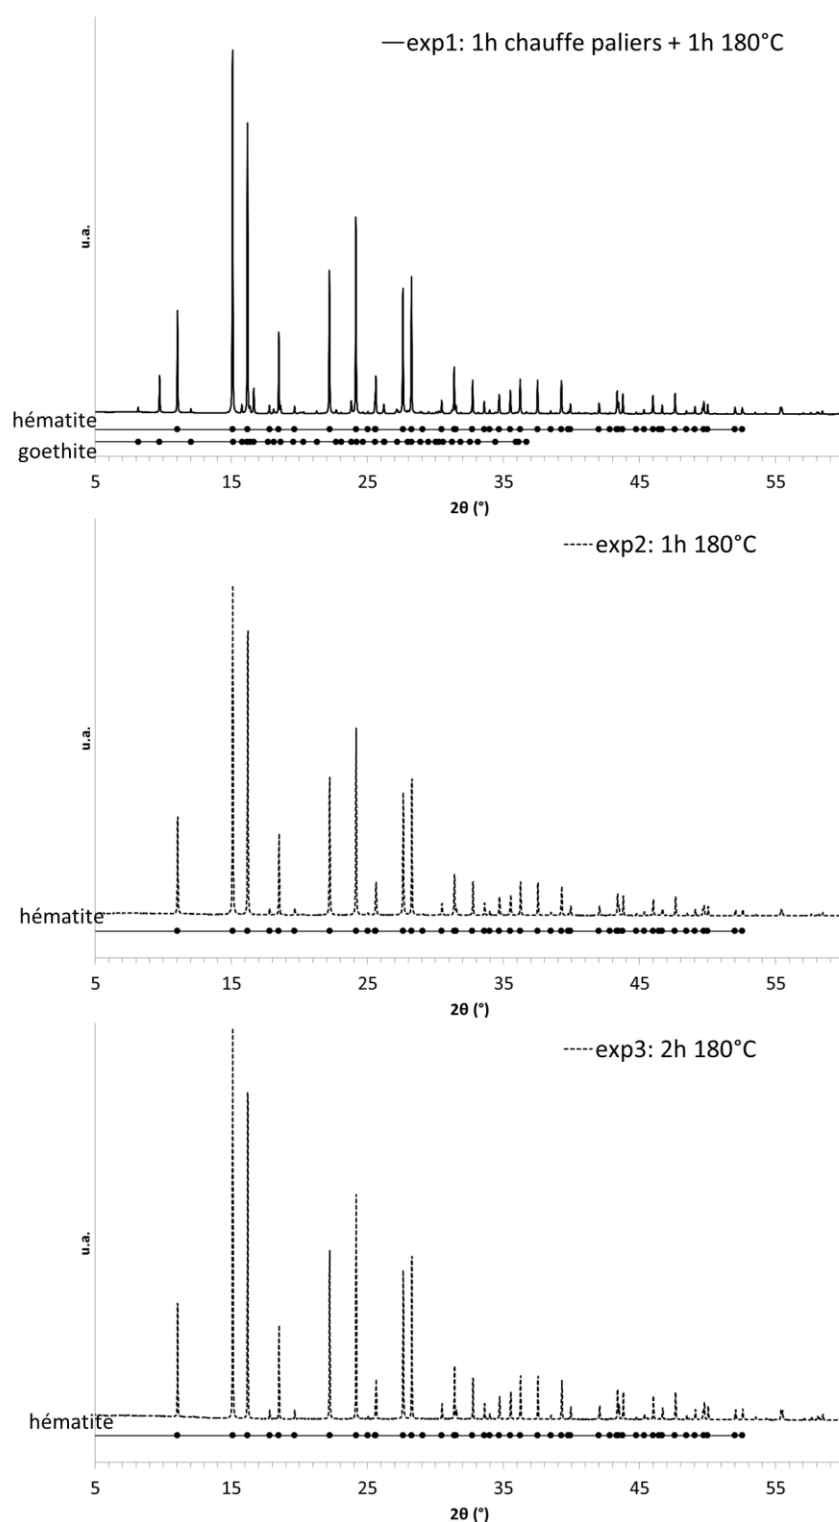 exp1: 1h chauffe paliers + 1h 180°C
u.a.
hématite
goethite
5 15 25 35 45 55
2θ (°)
exp2: 1h 180°C
u.a.
hématite
5 15 25 35 45 55
2θ (°)
exp3: 2h 180°C
u.a.
hématite
5 15 25 35 45 55
2θ (°)